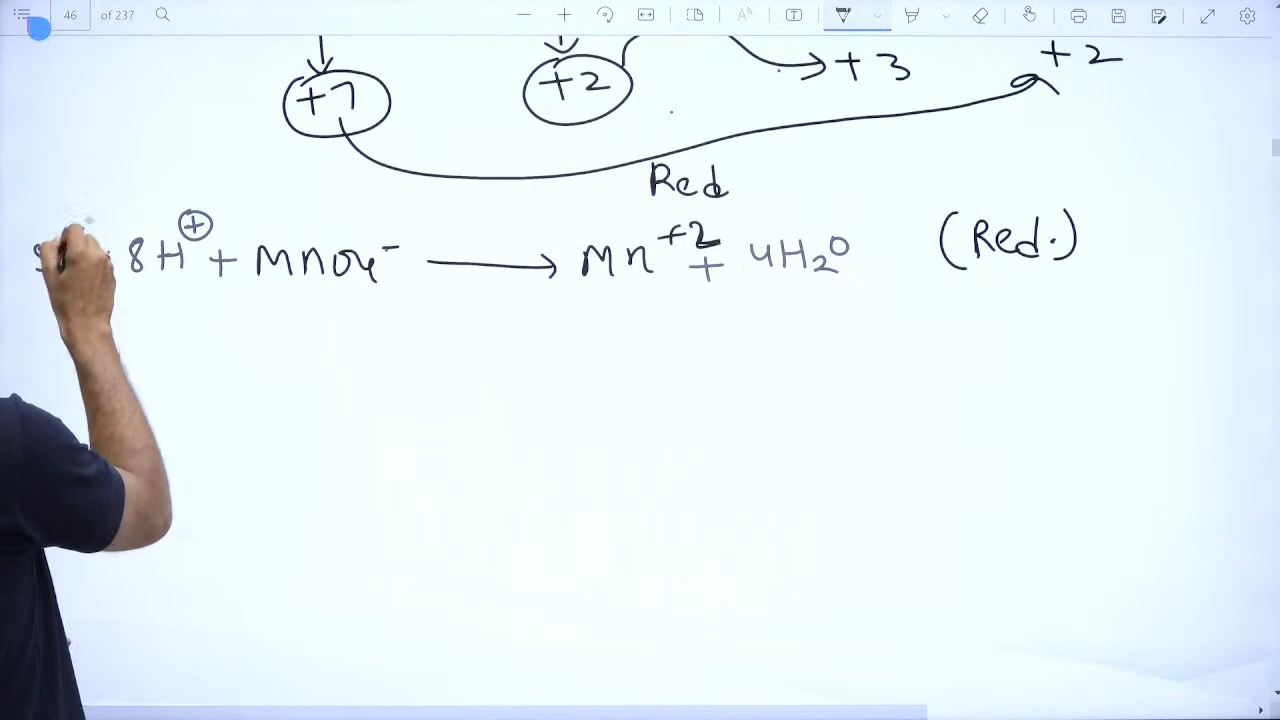 46 of 237
+7 +2 +3 +2
Red
8H⊕ + MnO4⁻ ⟶ Mn+2 + 4H2O (Red.)